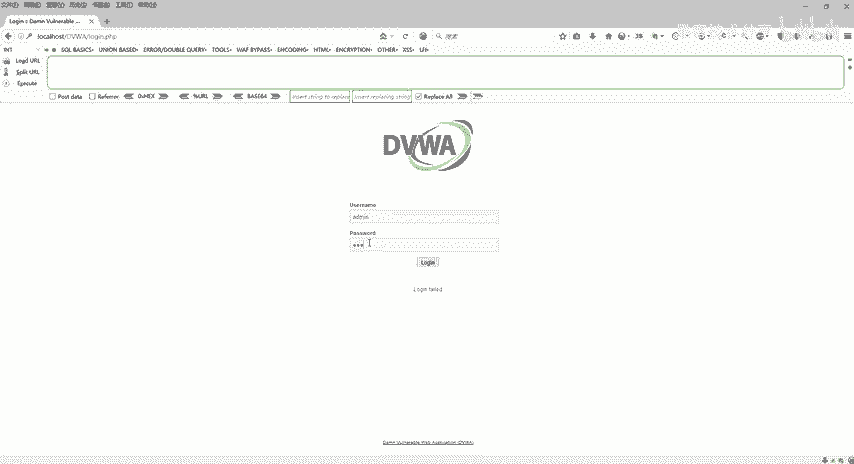 Login :: Damn Vulnerable ...
localhost/DVWA/login.php
INT
SQL BASICS▾ UNION BASED▾ ERROR/DOUBLE QUERY▾ TOOLS▾ WAF BYPASS▾ ENCODING▾ HTML▾ ENCRYPTION▾ OTHER▾ XSS▾ LFI▾
Load URL
Split URL
Execute
Post data Referrer 0xHEX %URL BASE64 Insert string to replace Insert replacing string Replace All
DVWA
Username
admin
Password
Login
Login failed
Damn Vulnerable Web Application (DVWA)